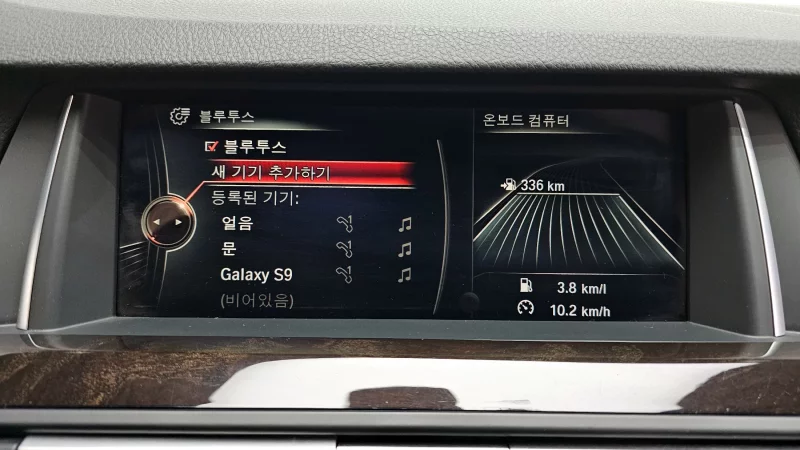 블루투스
블루투스
새 기기 추가하기
등록된 기기:
얼음
문
Galaxy S9
(비어있음)
온보드 컴퓨터
336 km
3.8 km/l
10.2 km/h